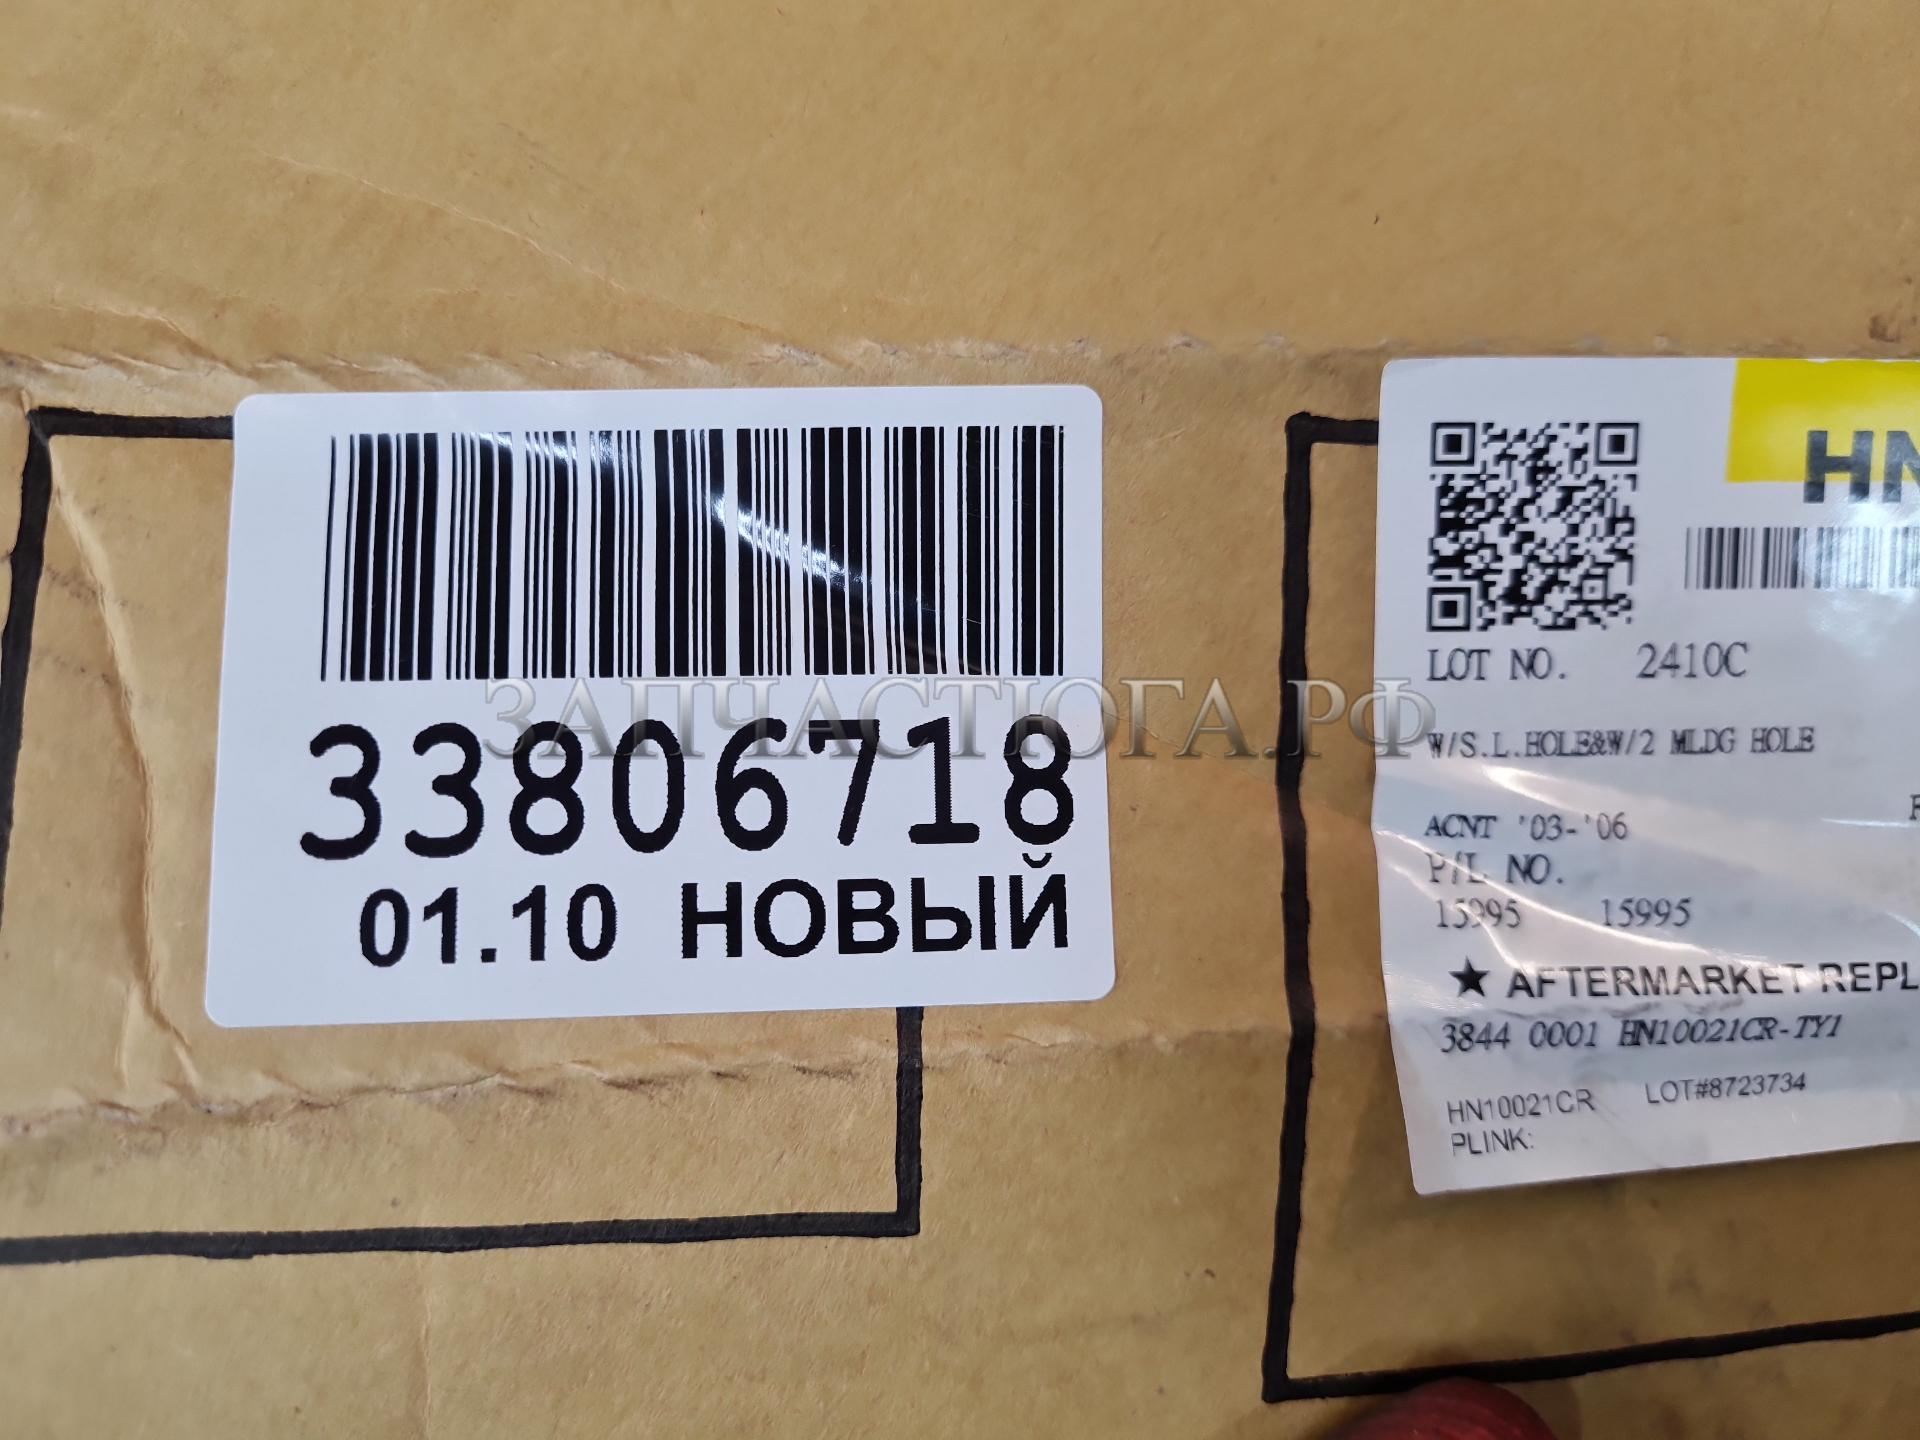 33806718
01.10 НОВЫЙ
ЗАПЧАСТЮГА.РФ
HN
LOT NO. 2410C
W/S.L.HOLE&W/2 MLDG HOLE
ACNT '03-'06
P/L NO.
15995 15995
★ AFTERMARKET REPL
3844 0001 HN10021CR-TY1
HN10021CR LOT#8723734
PLINK: